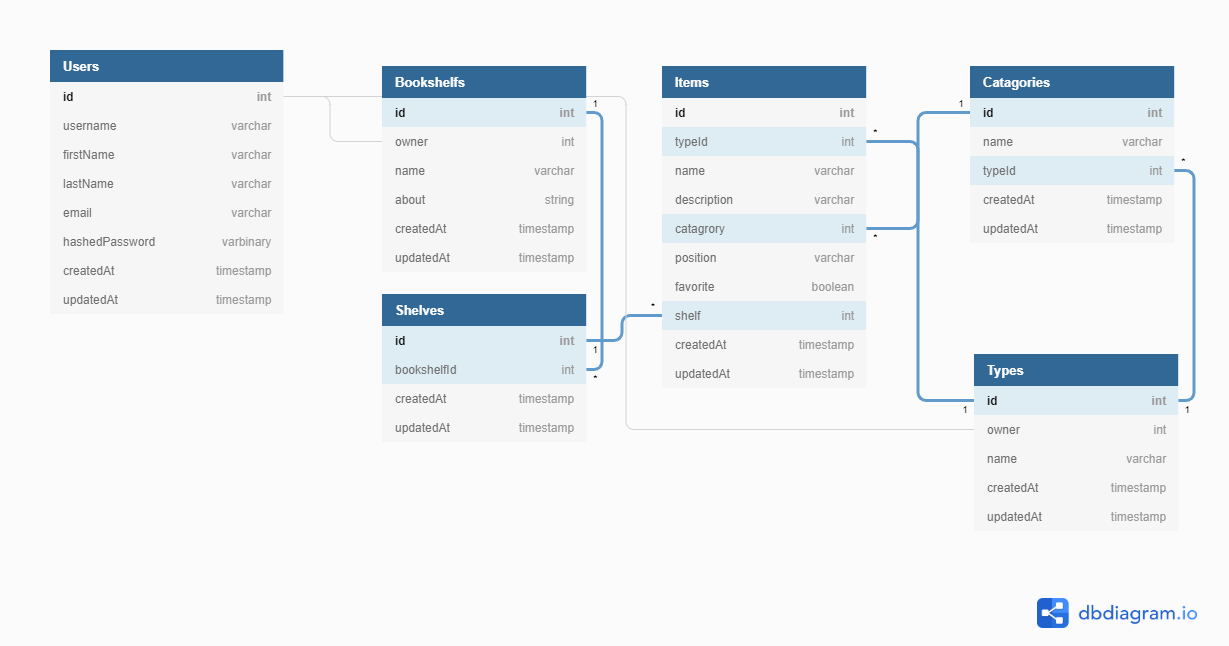 Users
id int
username varchar
firstName varchar
lastName varchar
email varchar
hashedPassword varbinary
createdAt timestamp
updatedAt timestamp
Bookshelfs
id int
owner int
name varchar
about string
createdAt timestamp
updatedAt timestamp
1
Shelves
id int
bookshelfId int
createdAt timestamp
updatedAt timestamp
1
*
Items
id int
typeId int
name varchar
description varchar
catagrory int
position varchar
favorite boolean
shelf int
createdAt timestamp
updatedAt timestamp
*
*
*
Catagories
id int
name varchar
typeId int
createdAt timestamp
updatedAt timestamp
1
*
Types
id int
owner int
name varchar
createdAt timestamp
updatedAt timestamp
1
1
dbdiagram.io